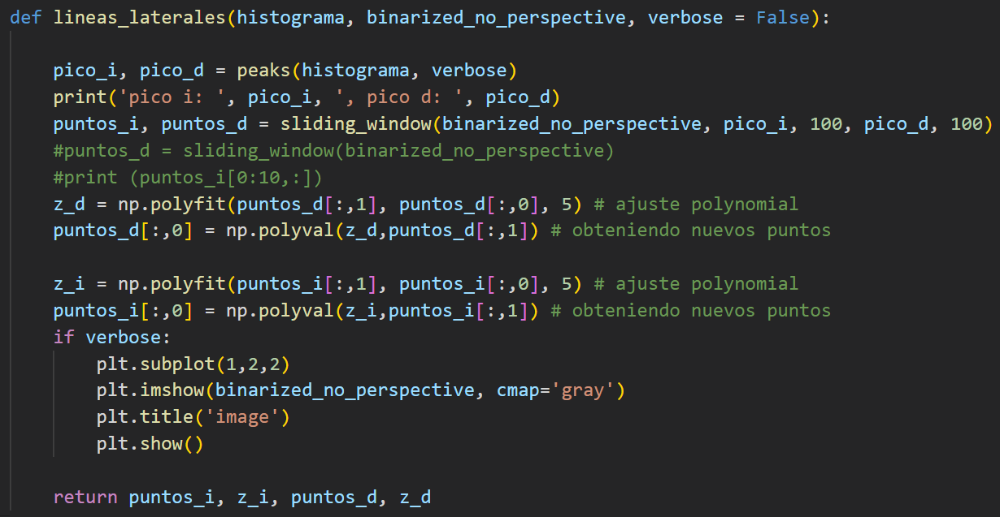 def lineas_laterales(histograma, binarized_no_perspective, verbose = False):
pico_i, pico_d = peaks(histograma, verbose)
print('pico i: ', pico_i, ', pico d: ', pico_d)
puntos_i, puntos_d = sliding_window(binarized_no_perspective, pico_i, 100, pico_d, 100)
#puntos_d = sliding_window(binarized_no_perspective)
#print (puntos_i[0:10,:])
z_d = np.polyfit(puntos_d[:,1], puntos_d[:,0], 5) # ajuste polynomial
puntos_d[:,0] = np.polyval(z_d,puntos_d[:,1]) # obteniendo nuevos puntos
z_i = np.polyfit(puntos_i[:,1], puntos_i[:,0], 5) # ajuste polynomial
puntos_i[:,0] = np.polyval(z_i,puntos_i[:,1]) # obteniendo nuevos puntos
if verbose:
plt.subplot(1,2,2)
plt.imshow(binarized_no_perspective, cmap='gray')
plt.title('image')
plt.show()
return puntos_i, z_i, puntos_d, z_d